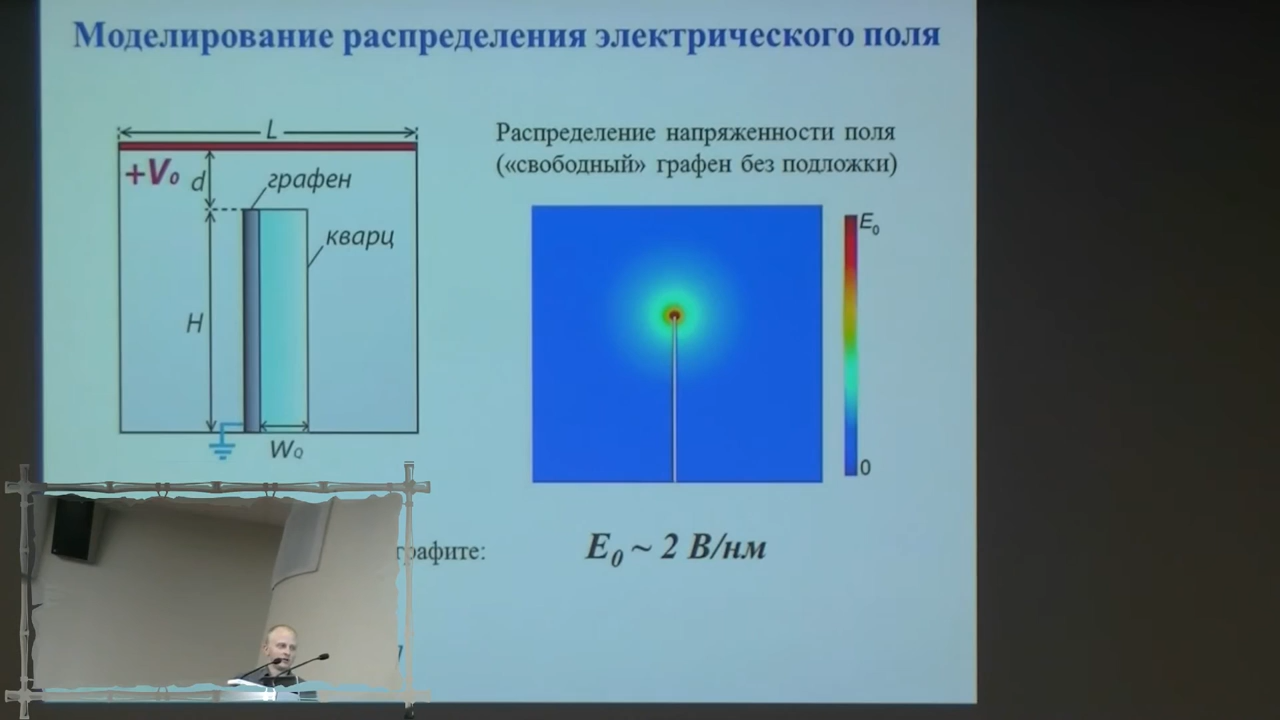 Моделирование распределения электрического поля
L
+V₀
d
графен
кварц
H
W_Q
Распределение напряженности поля
(«свободный» графен без подложки)
E₀
0
графите:
E₀ ~ 2 В/нм